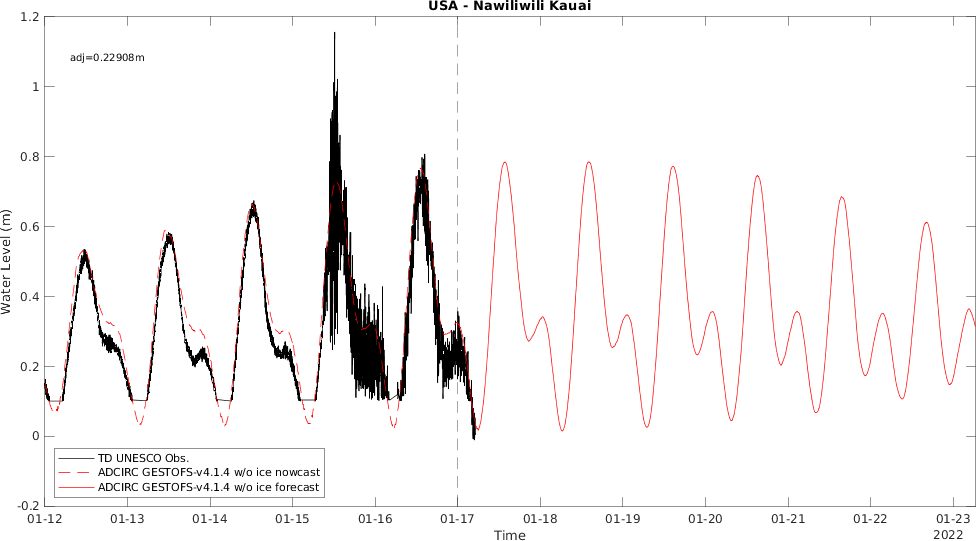 USA - Nawiliwili Kauai
adj=0.22908m
1.2
1
0.8
0.6
0.4
0.2
0
-0.2
Water Level (m)
TD UNESCO Obs.
ADCIRC GESTOFS-v4.1.4 w/o ice nowcast
ADCIRC GESTOFS-v4.1.4 w/o ice forecast
01-12 01-13 01-14 01-15 01-16 01-17 01-18 01-19 01-20 01-21 01-22 01-23
Time
2022